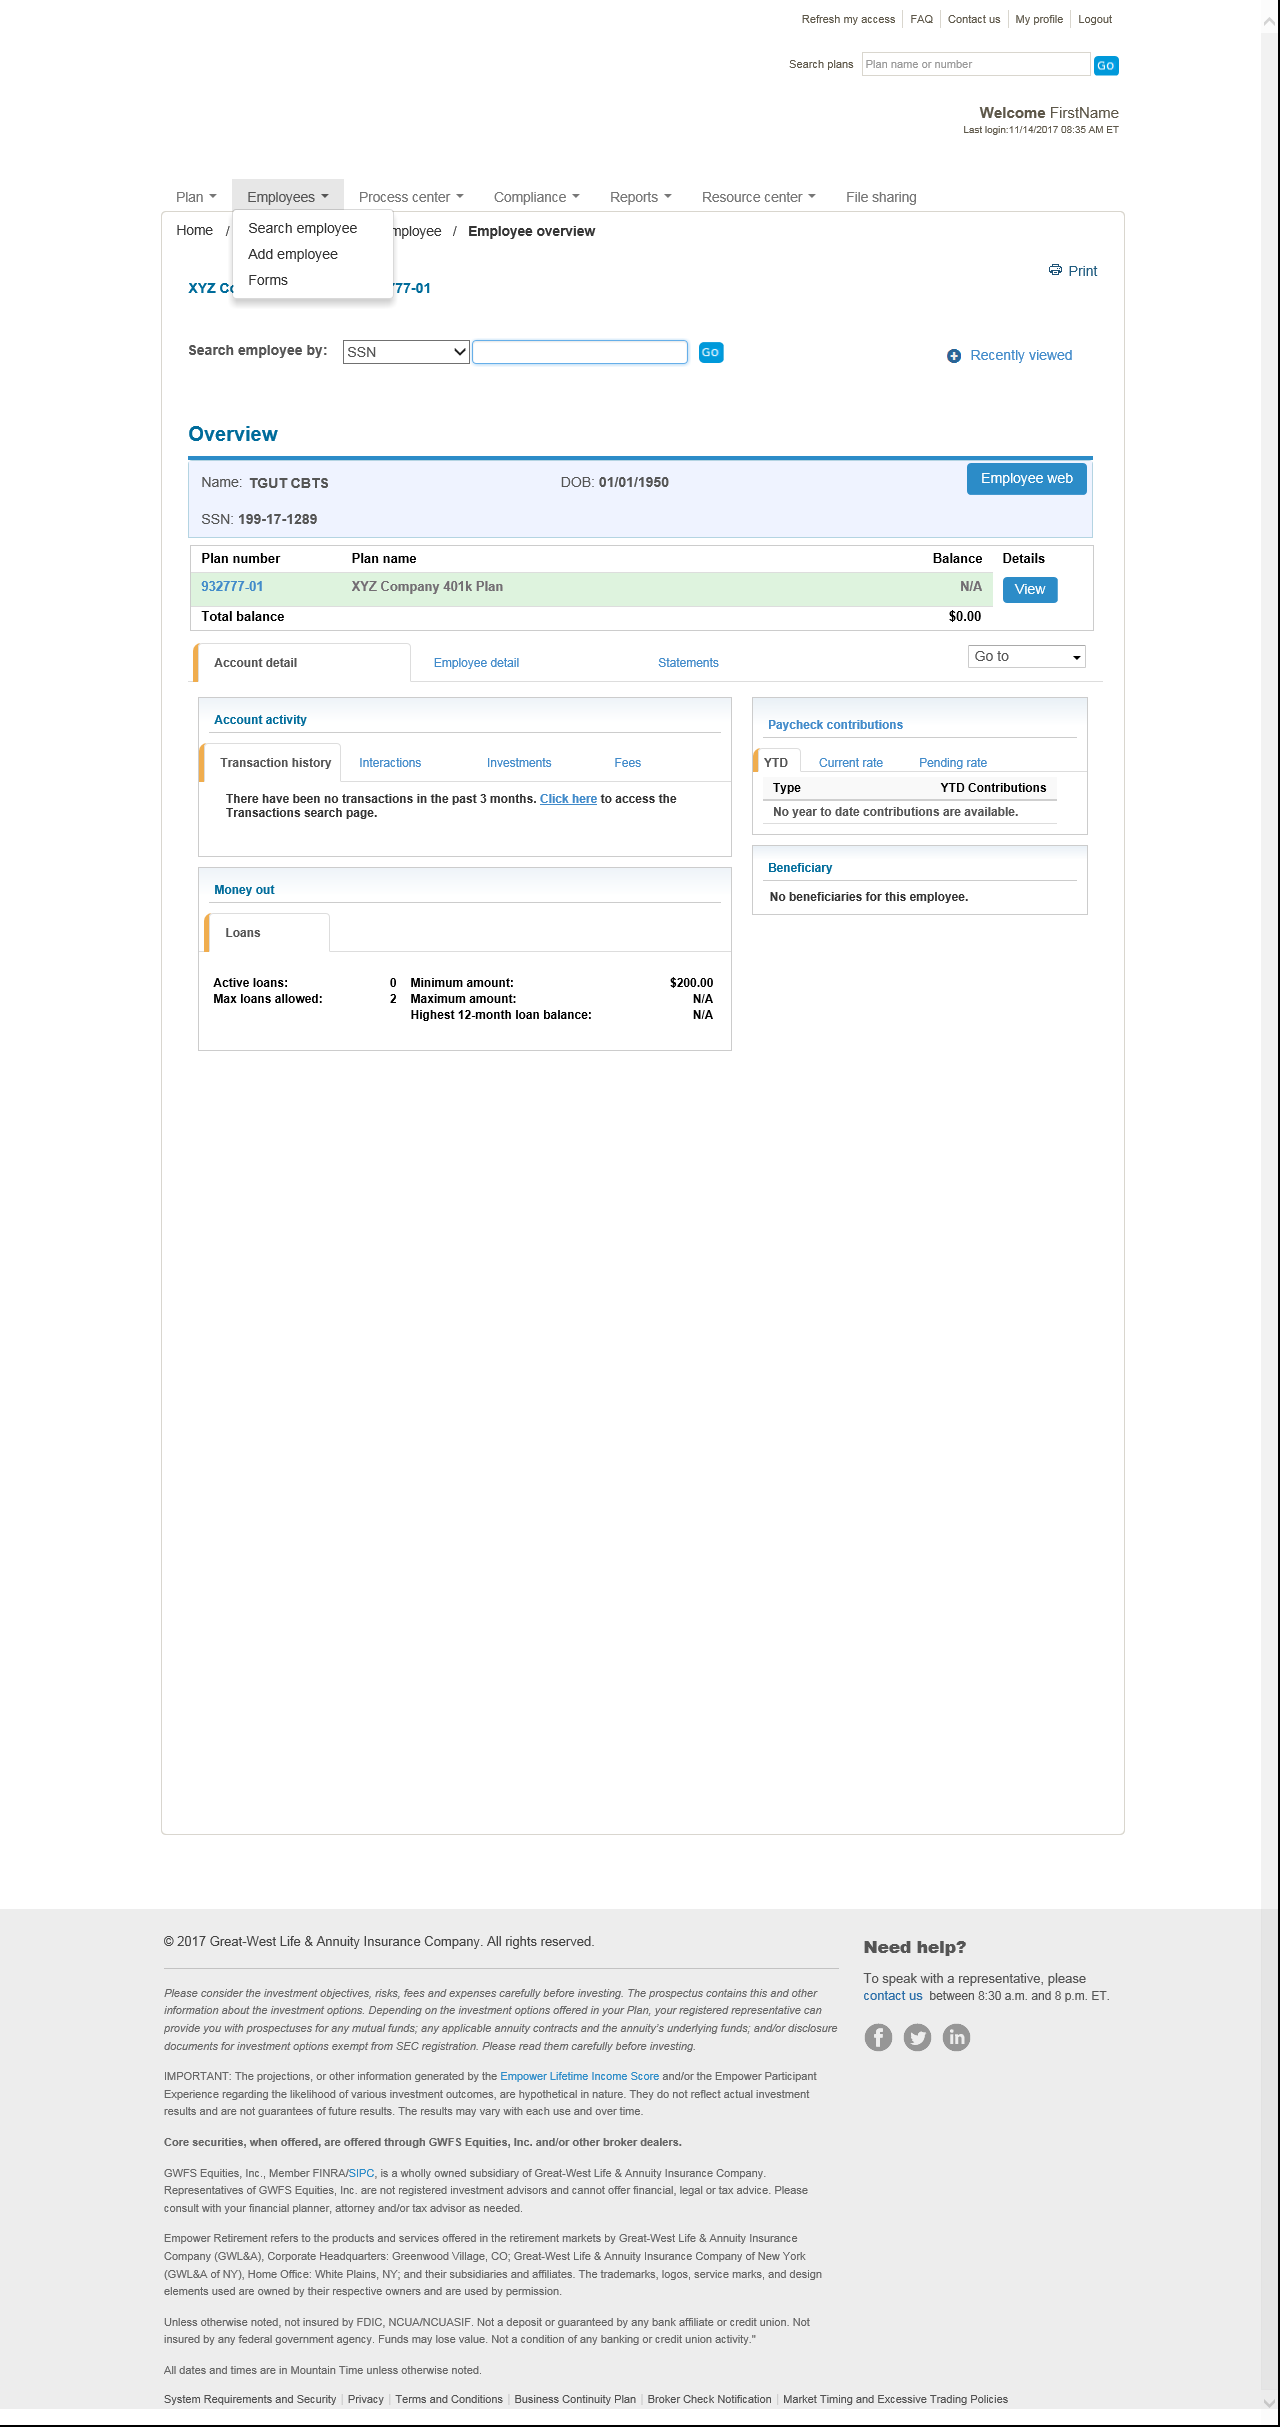 Refresh my access FAQ Contact us My profile Logout
Search plans Plan name or number GO
Welcome FirstName
Last login:11/14/2017 08:35 AM ET
Plan Employees Process center Compliance Reports Resource center File sharing
Home / mployee / Employee overview
Search employee
Add employee
Forms
Print
XYZ Co 77-01
Search employee by: SSN GO
Recently viewed
Overview
Name: TGUT CBTS DOB: 01/01/1950 Employee web
SSN: 199-17-1289
Plan number Plan name Balance Details
932777-01 XYZ Company 401k Plan N/A View
Total balance $0.00
Account detail Employee detail Statements Go to
Account activity
Transaction history Interactions Investments Fees
There have been no transactions in the past 3 months. Click here to access the
Transactions search page.
Paycheck contributions
YTD Current rate Pending rate
Type YTD Contributions
No year to date contributions are available.
Beneficiary
No beneficiaries for this employee.
Money out
Loans
Active loans: 0 Minimum amount: $200.00
Max loans allowed: 2 Maximum amount: N/A
Highest 12-month loan balance: N/A
© 2017 Great-West Life & Annuity Insurance Company. All rights reserved.
Please consider the investment objectives, risks, fees and expenses carefully before investing. The prospectus contains this and other
information about the investment options. Depending on the investment options offered in your Plan, your registered representative can
provide you with prospectuses for any mutual funds; any applicable annuity contracts and the annuity's underlying funds; and/or disclosure
documents for investment options exempt from SEC registration. Please read them carefully before investing.
IMPORTANT: The projections, or other information generated by the Empower Lifetime Income Score and/or the Empower Participant
Experience regarding the likelihood of various investment outcomes, are hypothetical in nature. They do not reflect actual investment
results and are not guarantees of future results. The results may vary with each use and over time.
Core securities, when offered, are offered through GWFS Equities, Inc. and/or other broker dealers.
GWFS Equities, Inc., Member FINRA/SIPC, is a wholly owned subsidiary of Great-West Life & Annuity Insurance Company.
Representatives of GWFS Equities, Inc. are not registered investment advisors and cannot offer financial, legal or tax advice. Please
consult with your financial planner, attorney and/or tax advisor as needed.
Empower Retirement refers to the products and services offered in the retirement markets by Great-West Life & Annuity Insurance
Company (GWL&A), Corporate Headquarters: Greenwood Village, CO; Great-West Life & Annuity Insurance Company of New York
(GWL&A of NY), Home Office: White Plains, NY; and their subsidiaries and affiliates. The trademarks, logos, service marks, and design
elements used are owned by their respective owners and are used by permission.
Unless otherwise noted, not insured by FDIC, NCUA/NCUASIF. Not a deposit or guaranteed by any bank affiliate or credit union. Not
insured by any federal government agency. Funds may lose value. Not a condition of any banking or credit union activity."
All dates and times are in Mountain Time unless otherwise noted.
System Requirements and Security | Privacy | Terms and Conditions | Business Continuity Plan | Broker Check Notification | Market Timing and Excessive Trading Policies
Need help?
To speak with a representative, please
contact us between 8:30 a.m. and 8 p.m. ET.
f in